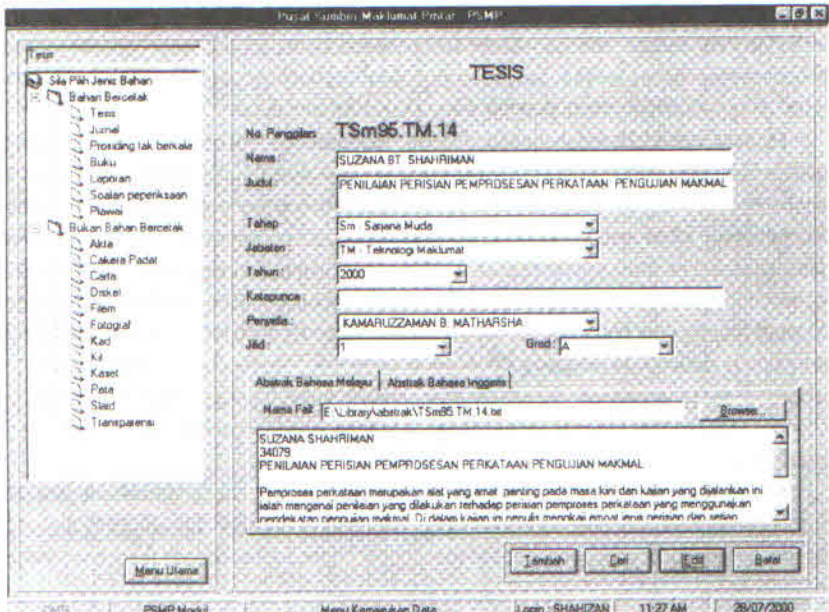 Pusat Sumber Maklumat Pintar - PSMP
Tesis
Sila Pilih Jenis Bahan
Bahan Bercetak
Tesis
Jurnal
Prosiding tak berkala
Buku
Laporan
Soalan peperiksaan
Piawai
Bukan Bahan Bercetak
Akta
Cakera Padat
Carta
Disket
Filem
Fotograf
Kad
Kit
Kaset
Peta
Slaid
Transparensi
Menu Utama
TESIS
No. Panggilan: TSm95.TM.14
Nama : SUZANA BT. SHAHRIMAN
Judul : PENILAIAN PERISIAN PEMPROSESAN PERKATAAN PENGUJIAN MAKMAL
Tahap : Sm - Sarjana Muda
Jabatan : TM - Teknologi Maklumat
Tahun : 2000
Katapunca :
Penyelia : KAMARUZZAMAN B. MATHARSHA
Jilid : 1 Gred : A
Abstrak Bahasa Melayu Abstrak Bahasa Inggeris
Nama Fail: E:\Library\abstrak\TSm95.TM.14.txt Browse...
SUZANA SHAHRIMAN
34079
PENILAIAN PERISIAN PEMPROSESAN PERKATAAN PENGUJIAN MAKMAL
Pemproses perkataan merupakan alat yang amat penting pada masa kini dan kajian yang dijalankan ini
ialah mengenai penilaian yang dilakukan terhadap perisian pemproses perkataan yang menggunakan
pendekatan pengujian makmal. Di dalam kajian ini penulis mengkaji empat jenis perisian dan
Tambah Cari Edit Batal
PSMP Modul Menu Kemasukan Data Login : SHAHIZAN 11:27 AM 28/07/2000